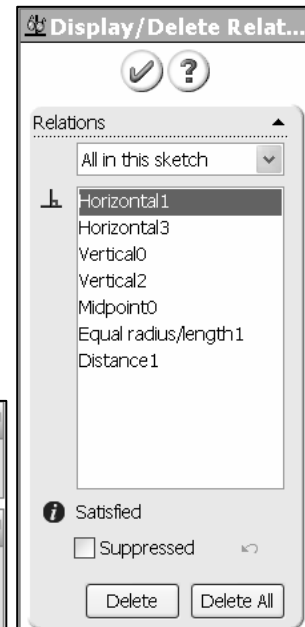 Display/Delete Relat...
?
Relations
All in this sketch
Horizontal1
Horizontal3
Vertical0
Vertical2
Midpoint0
Equal radius/length1
Distance1
Satisfied
Suppressed
Delete Delete All